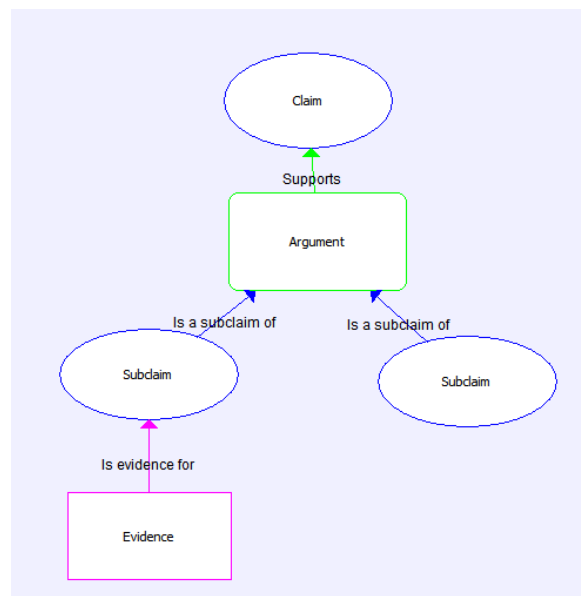 Claim
Supports
Argument
Is a subclaim of
Is a subclaim of
Subclaim
Subclaim
Is evidence for
Evidence